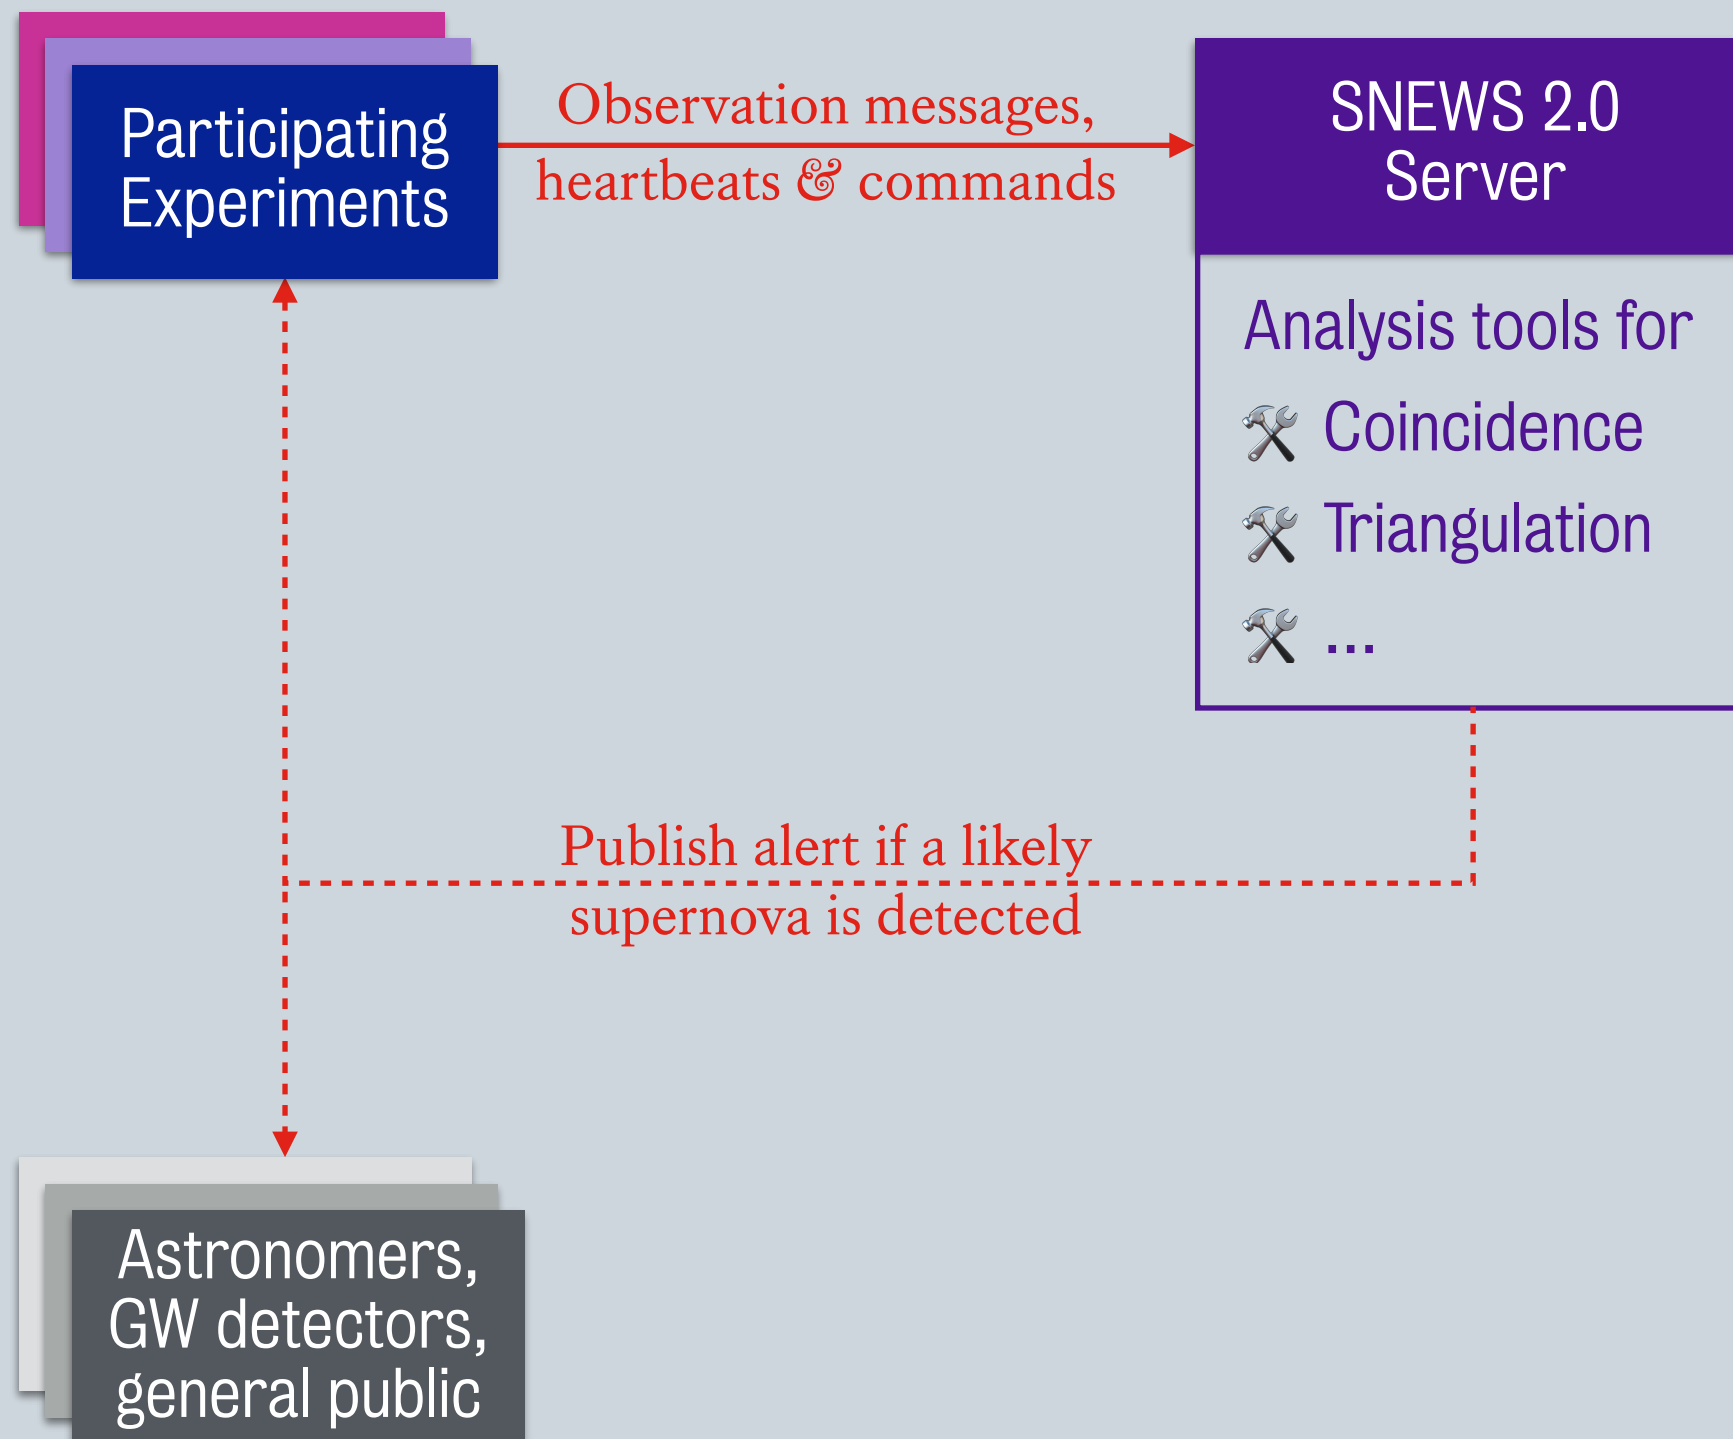 Participating
Experiments
Observation messages,
heartbeats & commands
SNEWS 2.0
Server
Analysis tools for
Coincidence
Triangulation
...
Publish alert if a likely
supernova is detected
Astronomers,
GW detectors,
general public